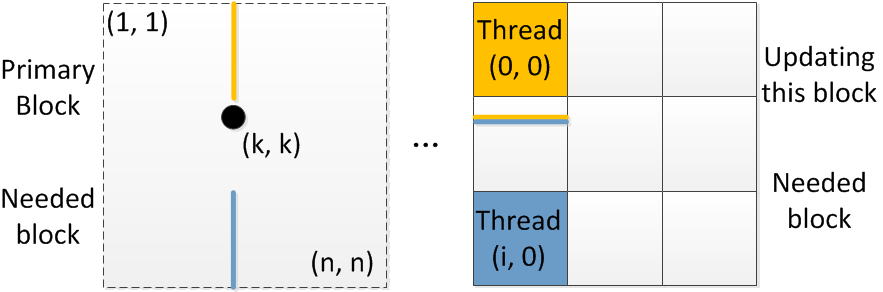 (1, 1)
Primary
Block
(k, k)
Needed
block
(n, n)
...
Thread
(0, 0)
Updating
this block
Thread
(i, 0)
Needed
block